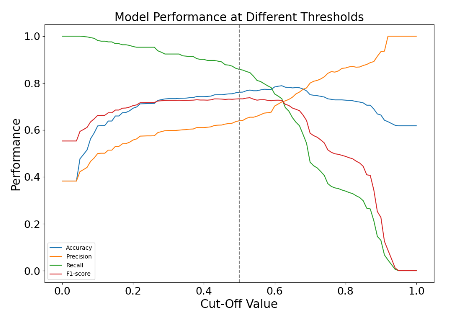 Model Performance at Different Thresholds
1.0
0.8
0.6
0.4
0.2
0.0
Performance
Accuracy
Precision
Recall
F1-score
0.0 0.2 0.4 0.6 0.8 1.0
Cut-Off Value